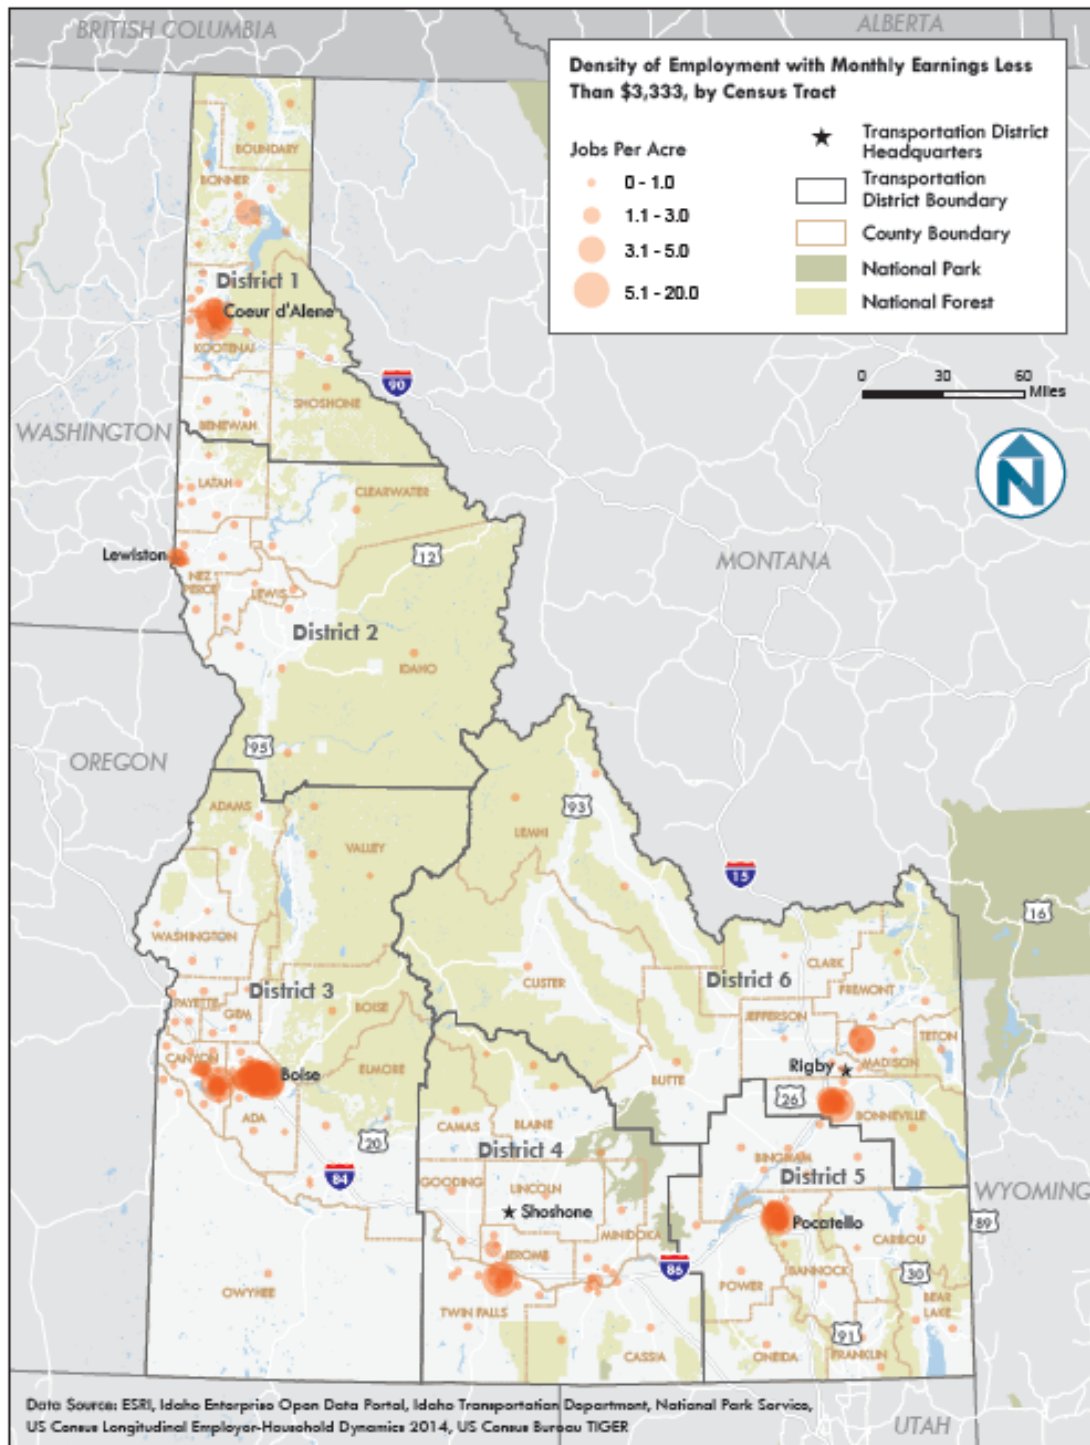 BRITISH COLUMBIA
ALBERTA
Density of Employment with Monthly Earnings Less
Than $3,333, by Census Tract
Jobs Per Acre
0 - 1.0
1.1 - 3.0
3.1 - 5.0
5.1 - 20.0
Transportation District
Headquarters
Transportation
District Boundary
County Boundary
National Park
National Forest
0 30 60
Miles
N
BOUNDARY
BONNER
District 1
Coeur d'Alene
KOOTENAI
90
SHOSHONE
BENEWAH
WASHINGTON
LATAH
CLEARWATER
Lewiston
12
NEZ
PERCE
LEWIS
MONTANA
District 2
IDAHO
95
OREGON
ADAMS
93
LEMHI
VALLEY
15
16
WASHINGTON
CLARK
CUSTER
District 6
FREMONT
District 3
PAYETTE
GEM
BOISE
JEFFERSON
TETON
CANYON
Boise
ELMORE
BUTTE
Rigby
MADISON
26
BONNEVILLE
ADA
20
CAMAS
BLAINE
District 4
BINGHAM
District 5
84
GOODING
LINCOLN
WYOMING
Shoshone
89
Pocatello
MINIDOKA
CARIBOU
JEROME
86
BANNOCK
30
POWER
OWYHEE
TWIN FALLS
BEAR
LAKE
91
CASSIA
ONEIDA
FRANKLIN
Data Source: ESRI, Idaho Enterprise Open Data Portal, Idaho Transportation Department, National Park Service,
US Census Longitudinal Employer-Household Dynamics 2014, US Census Bureau TIGER
UTAH